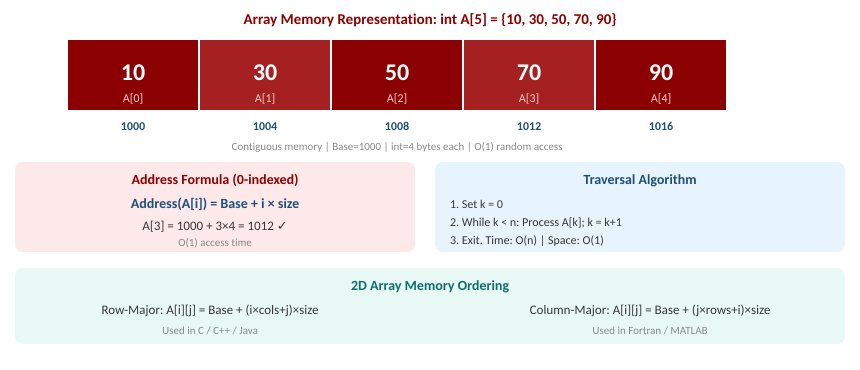 Array Memory Representation: int A[5] = {10, 30, 50, 70, 90}
10 30 50 70 90
A[0] A[1] A[2] A[3] A[4]
1000 1004 1008 1012 1016
Contiguous memory | Base=1000 | int=4 bytes each | O(1) random access
Address Formula (0-indexed)
Address(A[i]) = Base + i × size
A[3] = 1000 + 3×4 = 1012 ✓
O(1) access time
Traversal Algorithm
1. Set k = 0
2. While k < n: Process A[k]; k = k+1
3. Exit. Time: O(n) | Space: O(1)
2D Array Memory Ordering
Row-Major: A[i][j] = Base + (i×cols+j)×size
Used in C / C++ / Java
Column-Major: A[i][j] = Base + (j×rows+i)×size
Used in Fortran / MATLAB